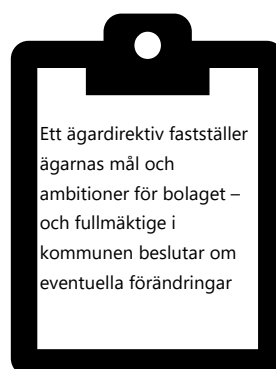 Ett ägardirektiv fastställer
ägarnas mål och
ambitioner för bolaget –
och fullmäktige i
kommunen beslutar om
eventuella förändringar